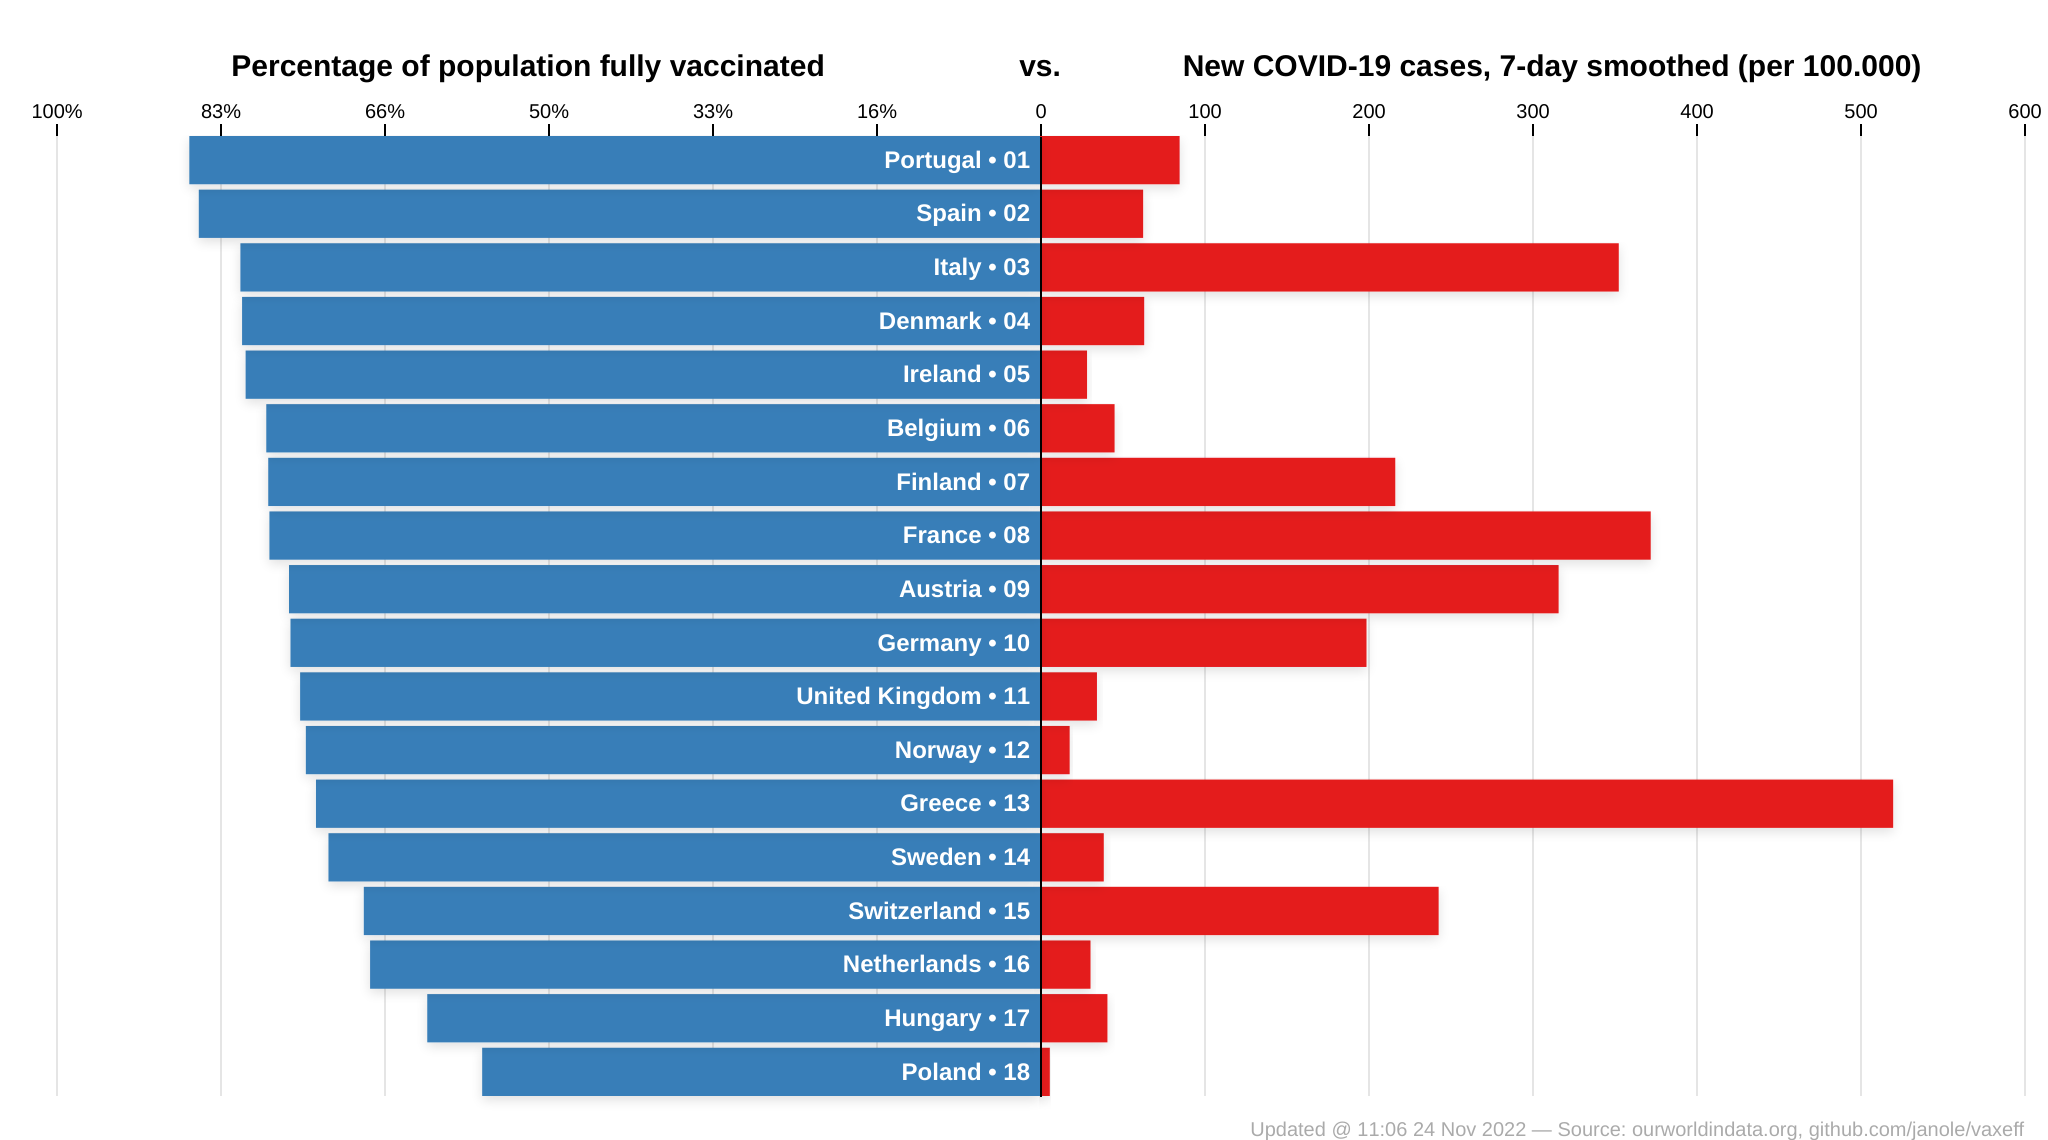 Percentage of population fully vaccinated vs. New COVID-19 cases, 7-day smoothed (per 100.000)
100% 83% 66% 50% 33% 16% 0 100 200 300 400 500 600
Portugal • 01
Spain • 02
Italy • 03
Denmark • 04
Ireland • 05
Belgium • 06
Finland • 07
France • 08
Austria • 09
Germany • 10
United Kingdom • 11
Norway • 12
Greece • 13
Sweden • 14
Switzerland • 15
Netherlands • 16
Hungary • 17
Poland • 18
Updated @ 11:06 24 Nov 2022 — Source: ourworldindata.org, github.com/janole/vaxeff